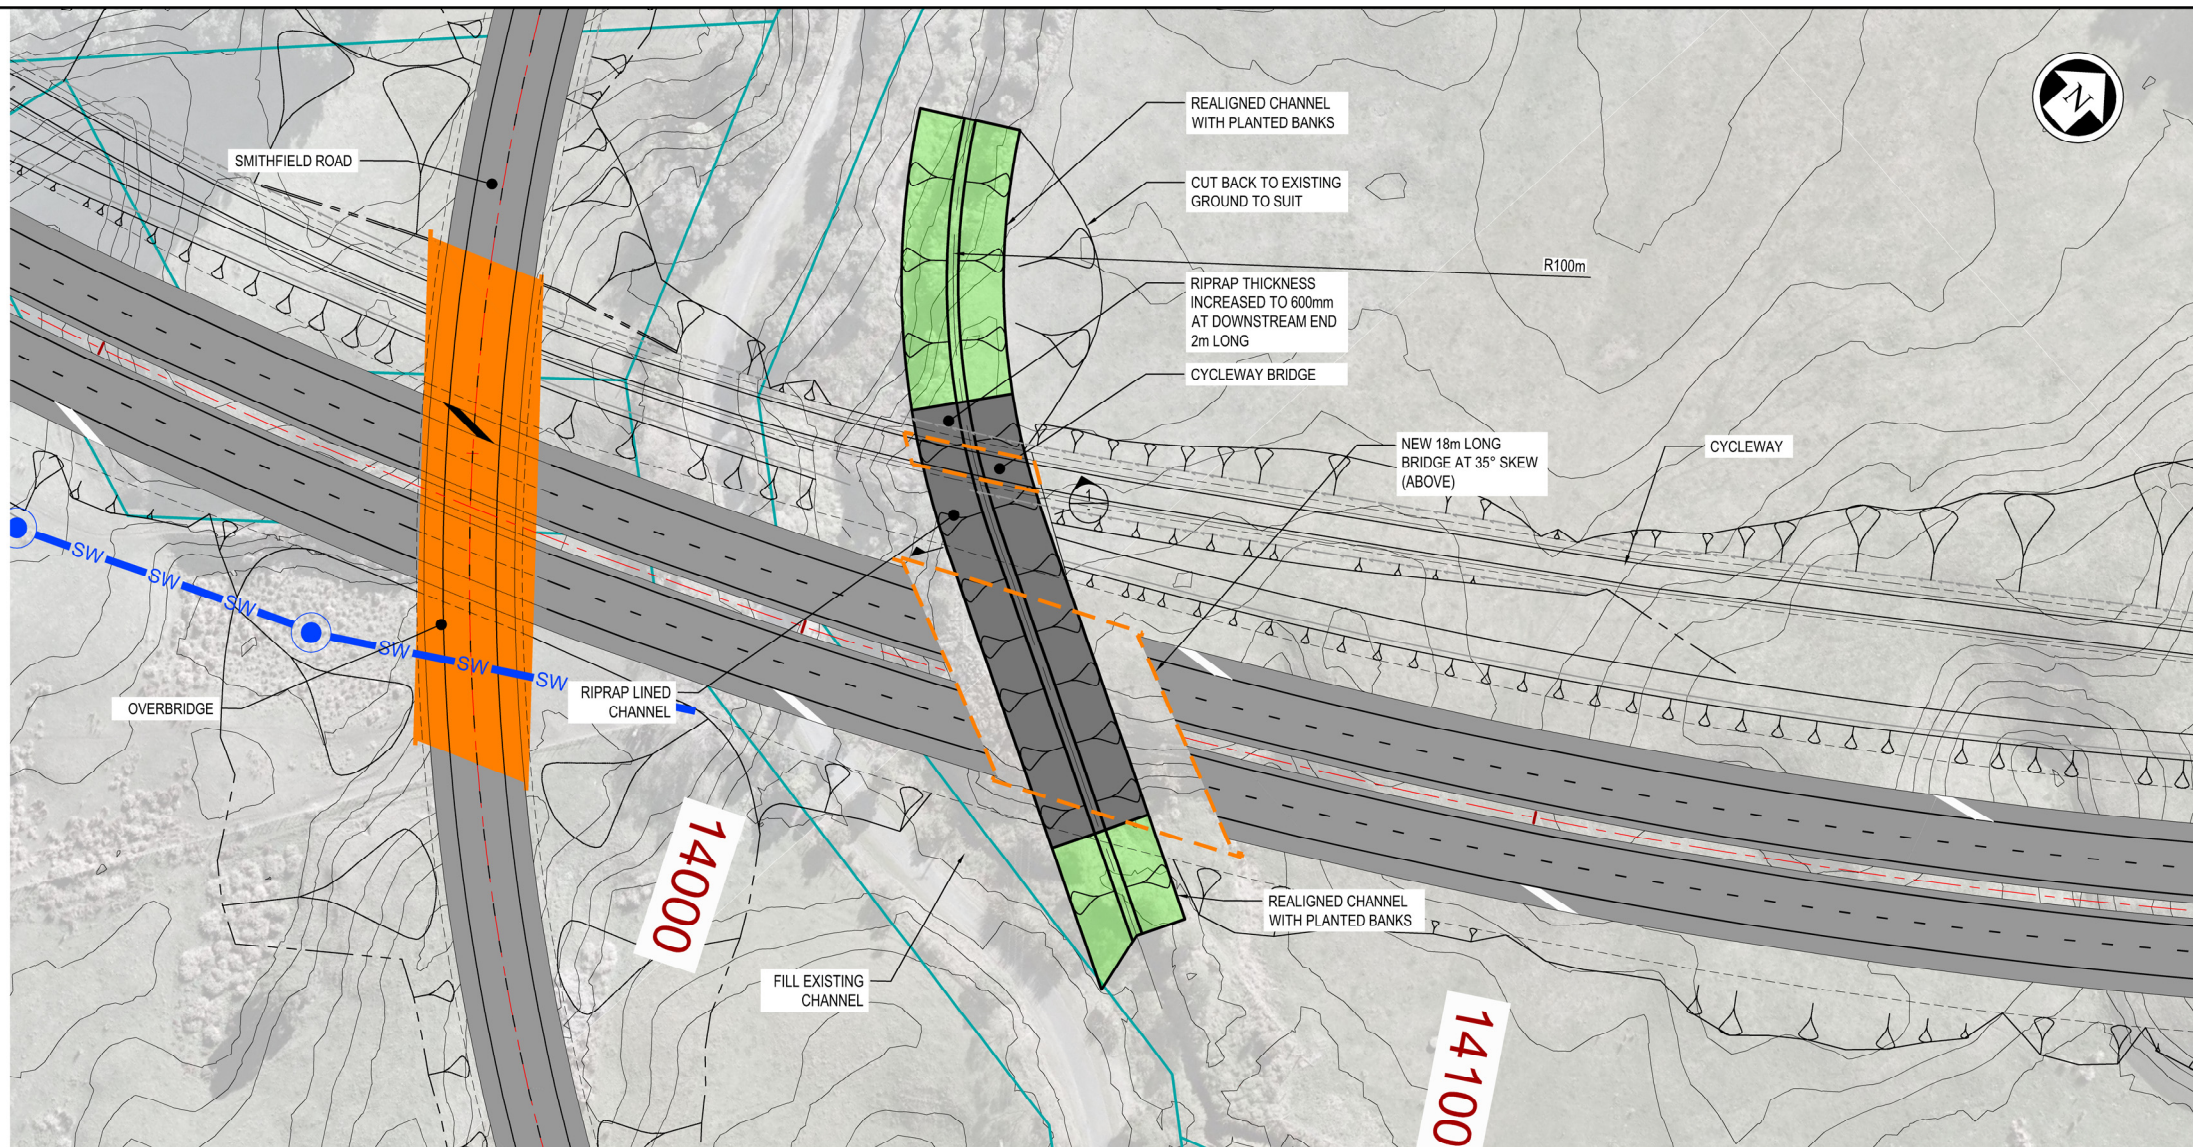 REALIGNED CHANNEL
WITH PLANTED BANKS
N
SMITHFIELD ROAD
CUT BACK TO EXISTING
GROUND TO SUIT
R100m
RIPRAP THICKNESS
INCREASED TO 600mm
AT DOWNSTREAM END
2m LONG
CYCLEWAY BRIDGE
NEW 18m LONG
BRIDGE AT 35° SKEW
(ABOVE)
CYCLEWAY
1
SW
SW
SW
SW
SW
SW
OVERBRIDGE
RIPRAP LINED
CHANNEL
14000
REALIGNED CHANNEL
WITH PLANTED BANKS
FILL EXISTING
CHANNEL
14100